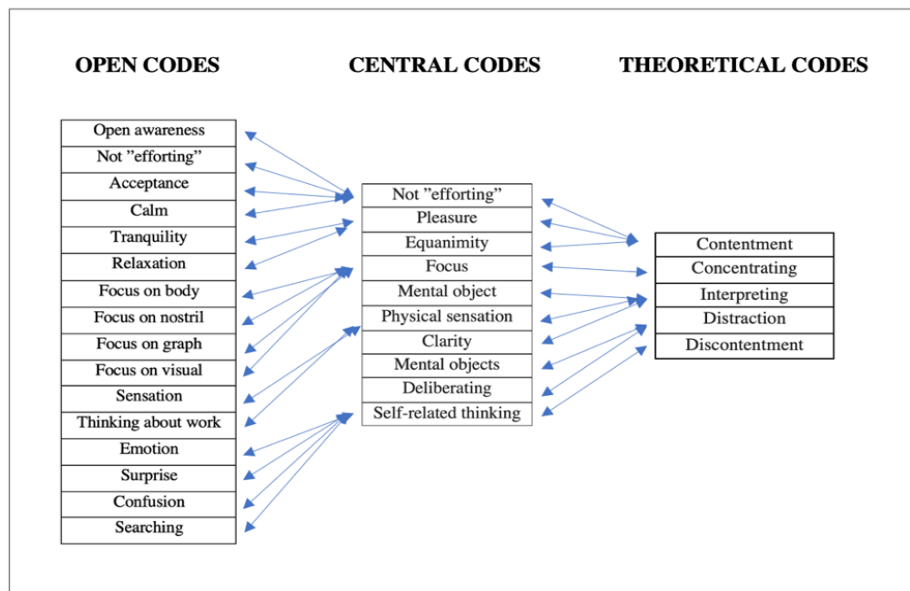 OPEN CODES
CENTRAL CODES
THEORETICAL CODES
Open awareness
Not ”efforting”
Acceptance
Calm
Tranquility
Relaxation
Focus on body
Focus on nostril
Focus on graph
Focus on visual
Sensation
Thinking about work
Emotion
Surprise
Confusion
Searching
Not ”efforting”
Pleasure
Equanimity
Focus
Mental object
Physical sensation
Clarity
Mental objects
Deliberating
Self-related thinking
Contentment
Concentrating
Interpreting
Distraction
Discontentment